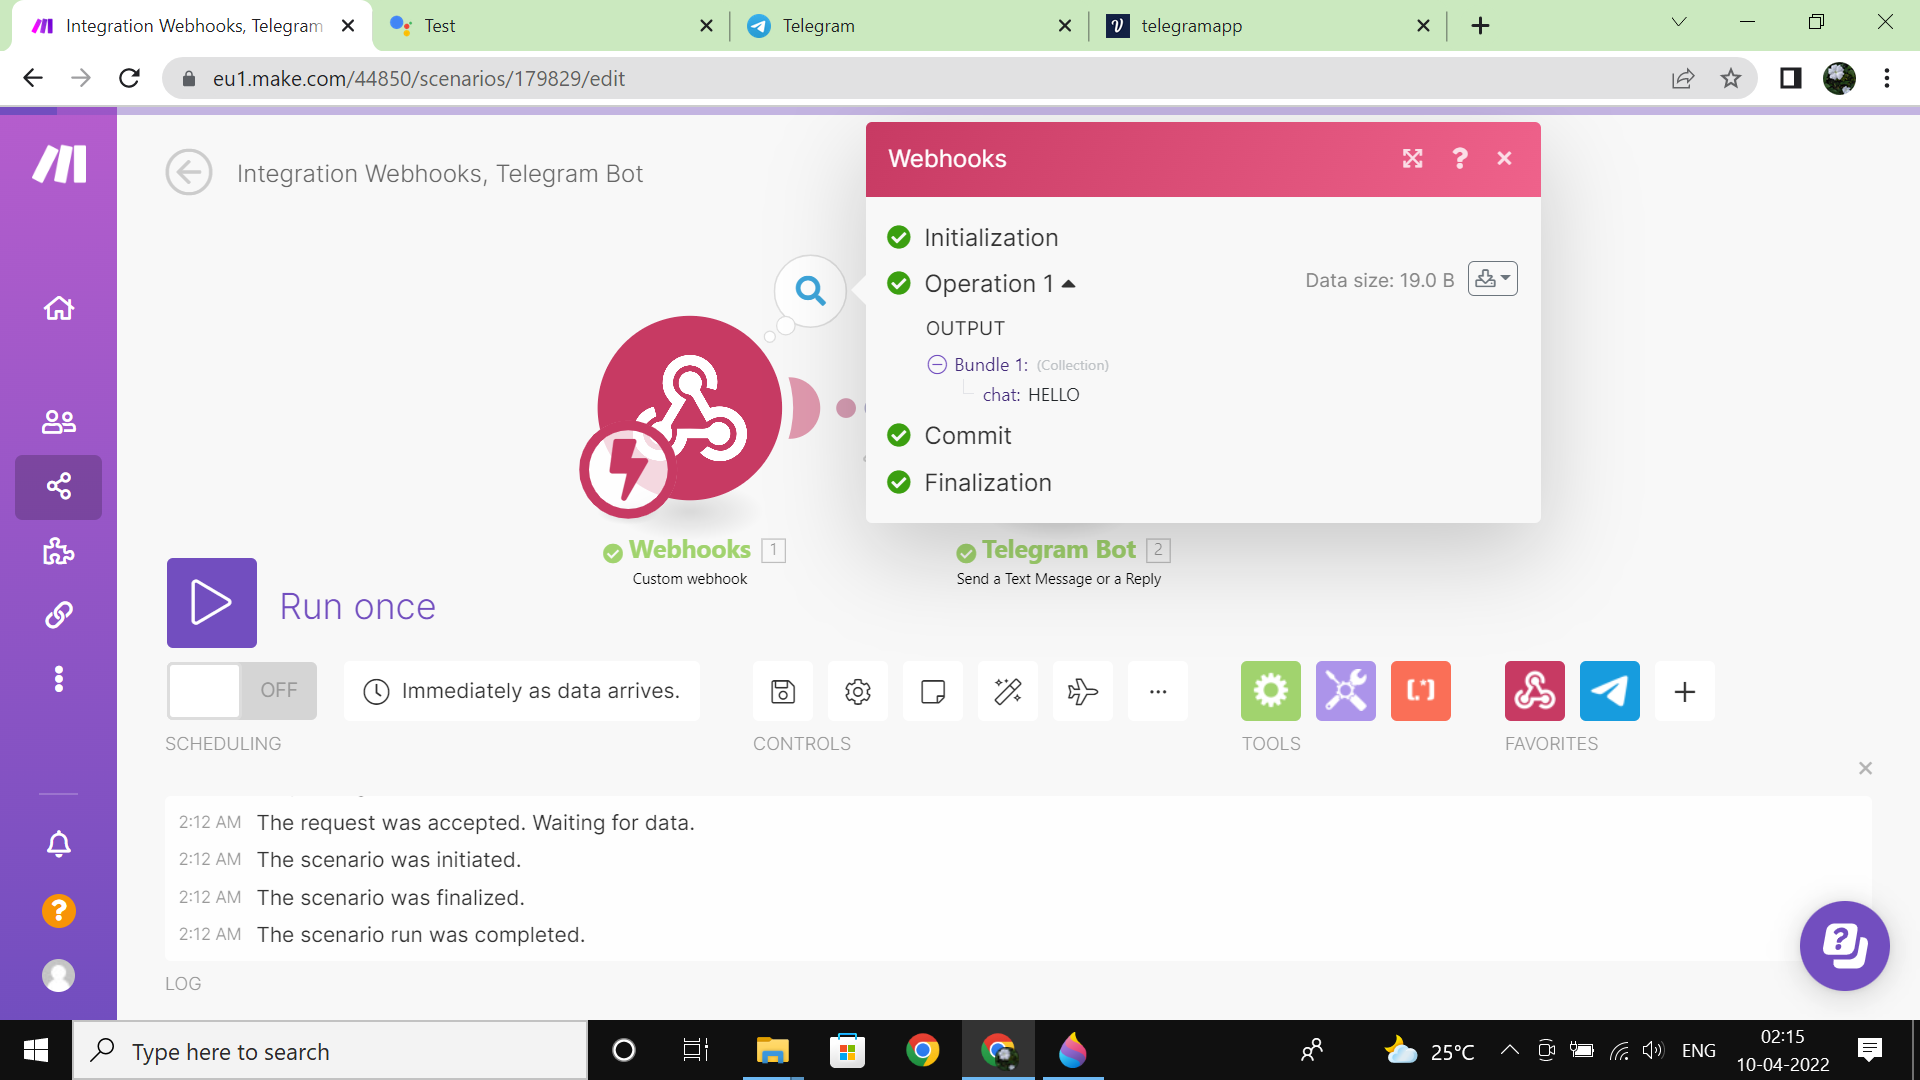 Integration Webhooks, Telegram
Test
Telegram
telegramapp
eu1.make.com/44850/scenarios/179829/edit
Integration Webhooks, Telegram Bot
Webhooks
Initialization
Operation 1
Data size: 19.0 B
OUTPUT
Bundle 1: (Collection)
chat: HELLO
Commit
Finalization
Webhooks 1
Custom webhook
Telegram Bot 2
Send a Text Message or a Reply
Run once
OFF
Immediately as data arrives.
SCHEDULING
CONTROLS
TOOLS
FAVORITES
2:12 AM The request was accepted. Waiting for data.
2:12 AM The scenario was initiated.
2:12 AM The scenario was finalized.
2:12 AM The scenario run was completed.
LOG
Type here to search
25°C
ENG
02:15
10-04-2022